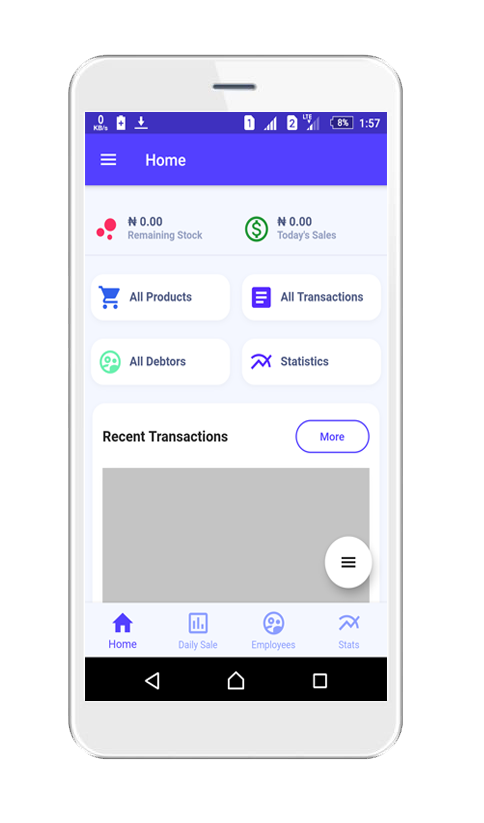 0
KB/s
1
2
LTE
8%
1:57
Home
₦ 0.00
Remaining Stock
₦ 0.00
Today's Sales
All Products
All Transactions
All Debtors
Statistics
Recent Transactions
More
Home
Daily Sale
Employees
Stats